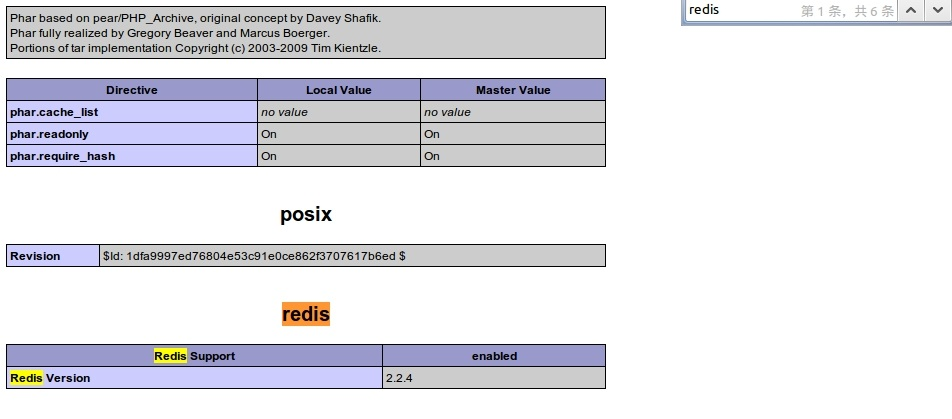 Phar based on pear/PHP_Archive, original concept by Davey Shafik.
Phar fully realized by Gregory Beaver and Marcus Boerger.
Portions of tar implementation Copyright (c) 2003-2009 Tim Kientzle.
redis 第 1 条，共 6 条
Directive Local Value Master Value
phar.cache_list no value no value
phar.readonly On On
phar.require_hash On On
posix
Revision $Id: 1dfa9997ed76804e53c91e0ce862f3707617b6ed $
redis
Redis Support enabled
Redis Version 2.2.4